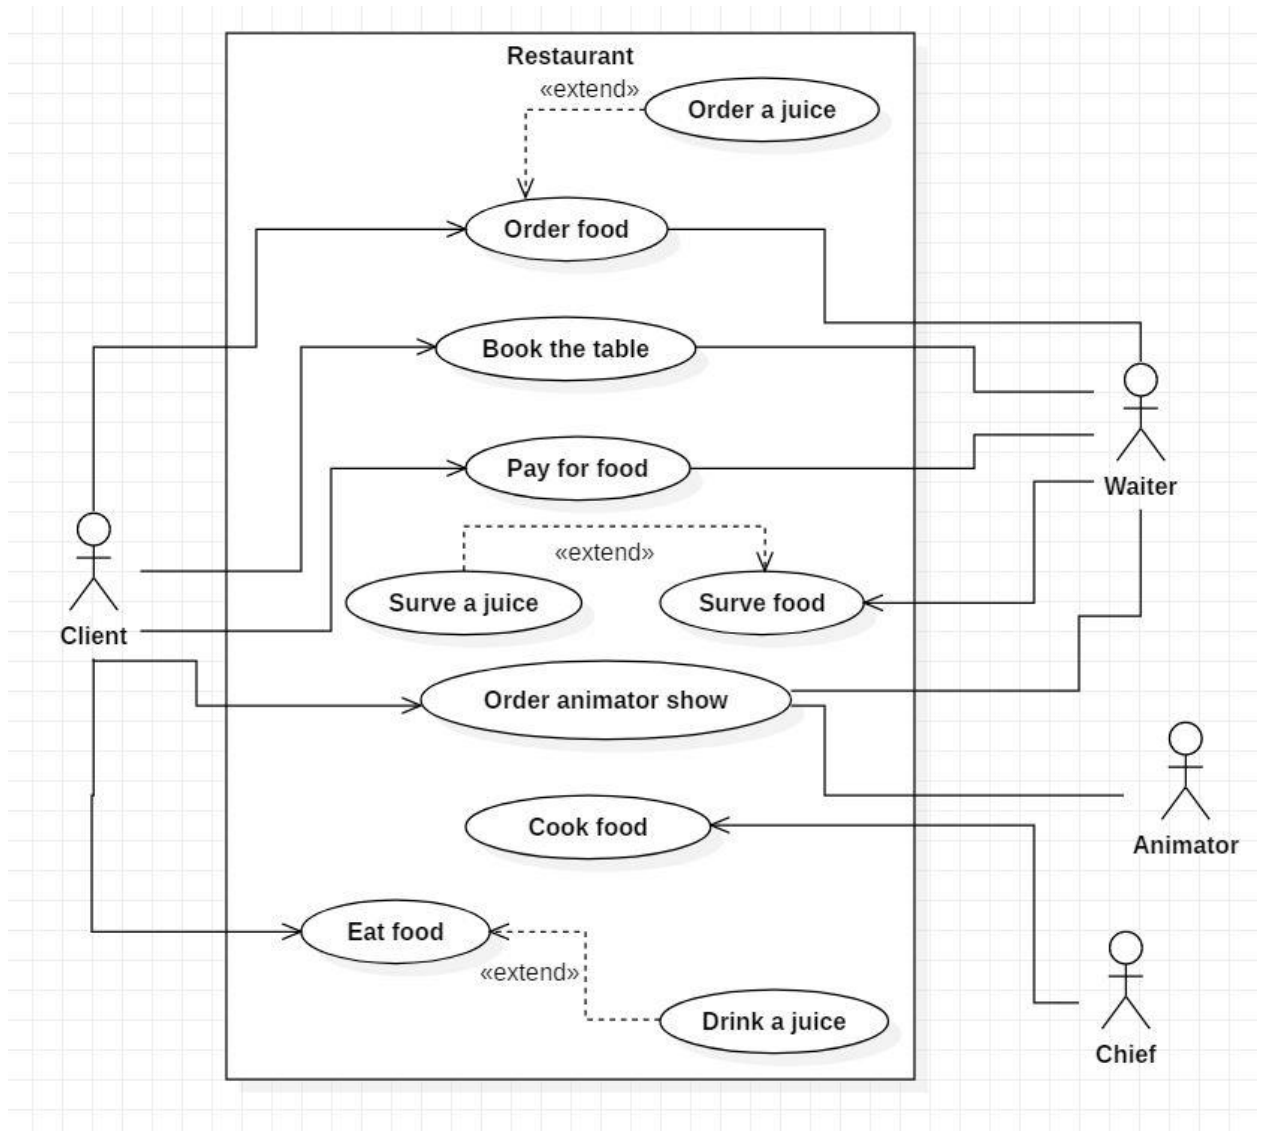 Restaurant
«extend»
Order a juice
Order food
Book the table
Pay for food
Waiter
«extend»
Surve a juice
Surve food
Client
Order animator show
Cook food
Animator
Eat food
«extend»
Drink a juice
Chief